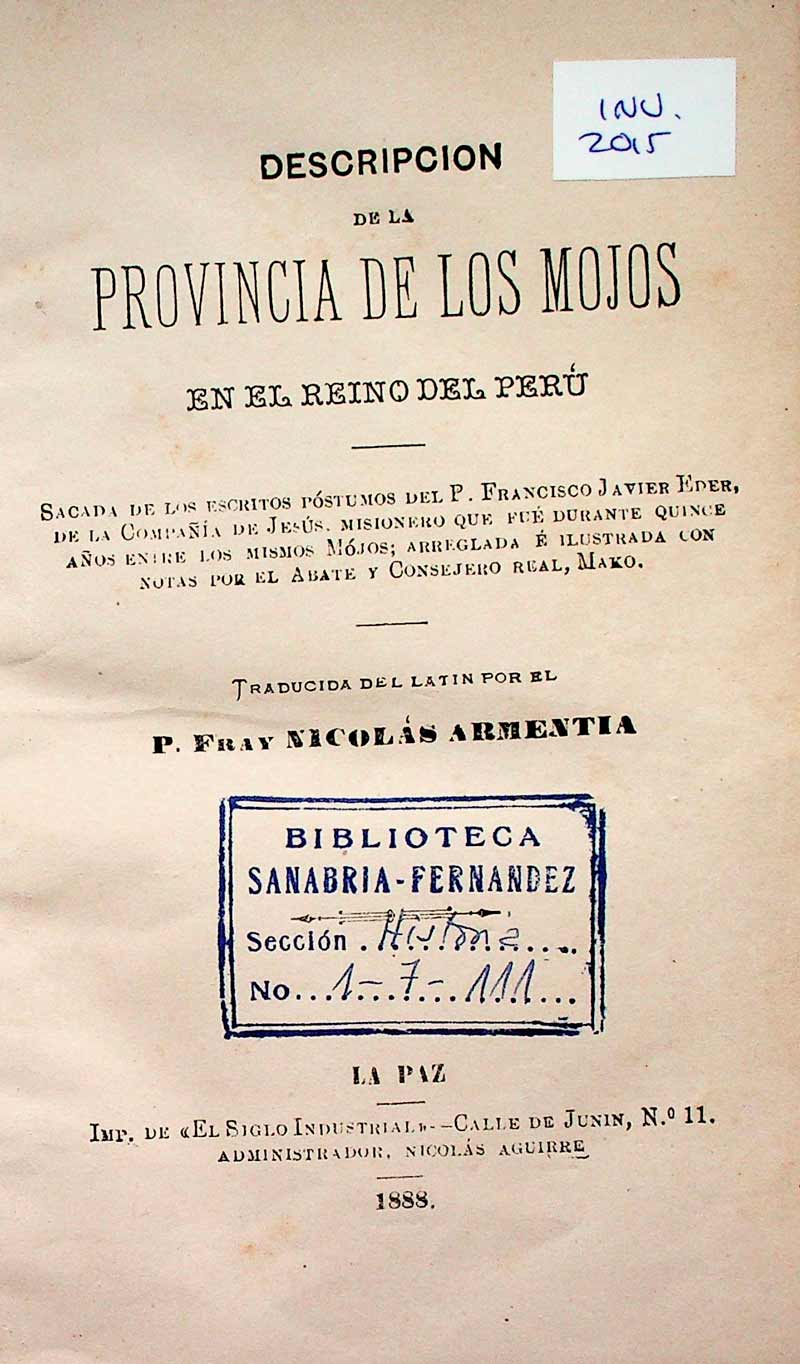 INV.
2015
DESCRIPCION
DE LA
PROVINCIA DE LOS MOJOS
EN EL REINO DEL PERÚ
SACADA DE LOS ESCRITOS PÓSTUMOS DEL P. FRANCISCO JAVIER EDER,
DE LA COMPAÑÍA DE JESÚS. MISIONERO QUE FUÉ DURANTE QUINCE
AÑOS ENTRE LOS MISMOS MÓJOS; ARREGLADA É ILUSTRADA CON
NOTAS POR EL ABATE Y CONSEJERO REAL, MAKO.
TRADUCIDA DEL LATIN POR EL
P. FRAY NICOLÁS ARMENTIA
BIBLIOTECA
SANABRIA-FERNANDEZ
Sección . Historia
No...1-7-111...
LA PAZ
IMP. DE «EL SIGLO INDUSTRIAL»--CALLE DE JUNIN, N.º 11.
ADMINISTRADOR, NICOLÁS AGUIRRE
1888.